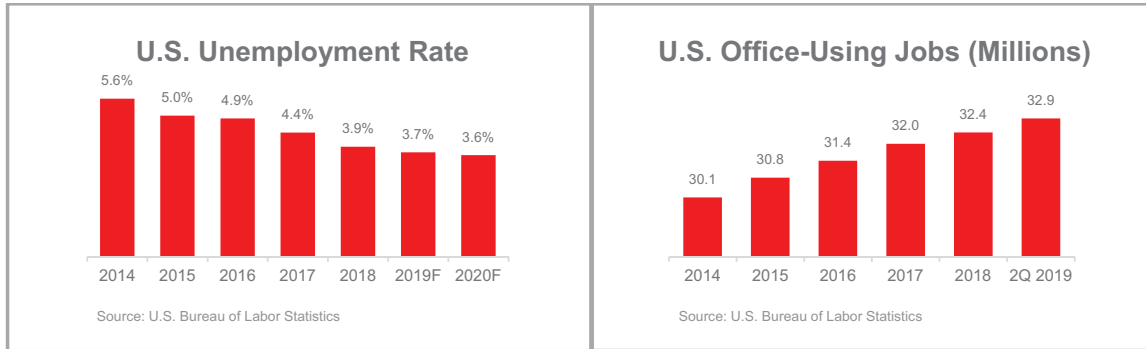 U.S. Unemployment Rate
5.6%
5.0%
4.9%
4.4%
3.9%
3.7%
3.6%
2014 2015 2016 2017 2018 2019F 2020F
Source: U.S. Bureau of Labor Statistics
U.S. Office-Using Jobs (Millions)
30.1
30.8
31.4
32.0
32.4
32.9
2014 2015 2016 2017 2018 2Q 2019
Source: U.S. Bureau of Labor Statistics